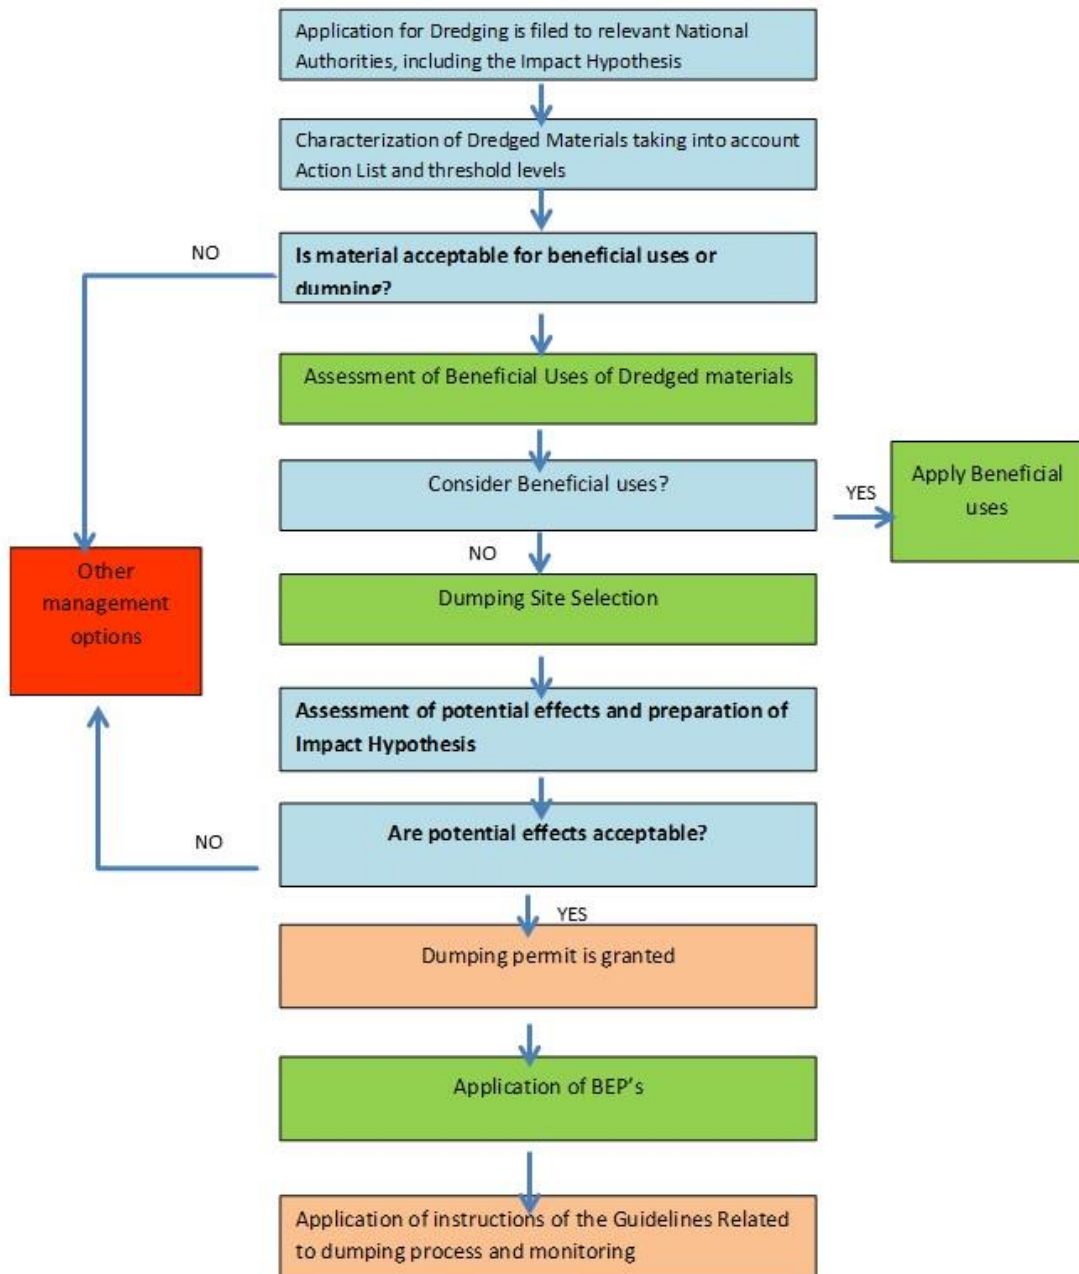 Application for Dredging is filed to relevant National
Authorities, including the Impact Hypothesis
Characterization of Dredged Materials taking into account
Action List and threshold levels
NO
Is material acceptable for beneficial uses or
dumping?
Assessment of Beneficial Uses of Dredged materials
Consider Beneficial uses?
YES
Apply Beneficial
uses
NO
Other
management
options
Dumping Site Selection
Assessment of potential effects and preparation of
Impact Hypothesis
Are potential effects acceptable?
NO
YES
Dumping permit is granted
Application of BEP's
Application of instructions of the Guidelines Related
to dumping process and monitoring